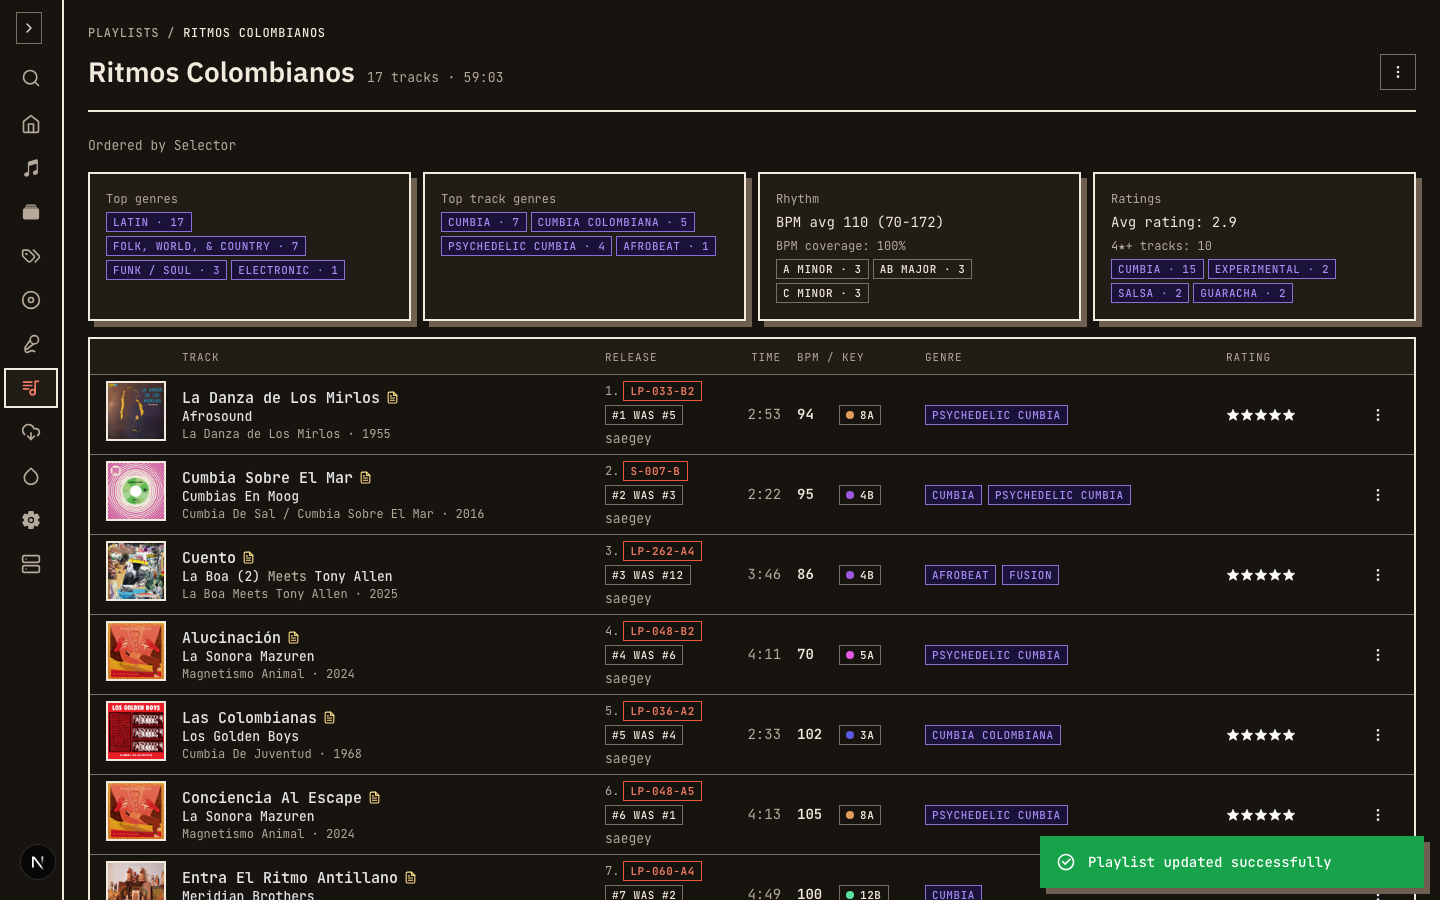 PLAYLISTS / RITMOS COLOMBIANOS
Ritmos Colombianos 17 tracks · 59:03
Ordered by Selector
Top genres
LATIN · 17
FOLK, WORLD, & COUNTRY · 7
FUNK / SOUL · 3 ELECTRONIC · 1
Top track genres
CUMBIA · 7 CUMBIA COLOMBIANA · 5
PSYCHEDELIC CUMBIA · 4 AFROBEAT · 1
Rhythm
BPM avg 110 (70-172)
BPM coverage: 100%
A MINOR · 3 AB MAJOR · 3
C MINOR · 3
Ratings
Avg rating: 2.9
4★+ tracks: 10
CUMBIA · 15 EXPERIMENTAL · 2
SALSA · 2 GUARACHA · 2
TRACK RELEASE TIME BPM / KEY GENRE RATING
La Danza de Los Mirlos
Afrosound
La Danza de Los Mirlos · 1955
1. LP-033-B2
#1 WAS #5
saegey
2:53 94 8A PSYCHEDELIC CUMBIA ★★★★★
Cumbia Sobre El Mar
Cumbias En Moog
Cumbia De Sal / Cumbia Sobre El Mar · 2016
2. S-007-B
#2 WAS #3
saegey
2:22 95 4B CUMBIA PSYCHEDELIC CUMBIA
Cuento
La Boa (2) Meets Tony Allen
La Boa Meets Tony Allen · 2025
3. LP-262-A4
#3 WAS #12
saegey
3:46 86 4B AFROBEAT FUSION ★★★★★
Alucinación
La Sonora Mazuren
Magnetismo Animal · 2024
4. LP-048-B2
#4 WAS #6
saegey
4:11 70 5A PSYCHEDELIC CUMBIA
LOS GOLDEN BOYS
Las Colombianas
Los Golden Boys
Cumbia De Juventud · 1968
5. LP-036-A2
#5 WAS #4
saegey
2:33 102 3A CUMBIA COLOMBIANA ★★★★★
Conciencia Al Escape
La Sonora Mazuren
Magnetismo Animal · 2024
6. LP-048-A5
#6 WAS #1
saegey
4:13 105 8A PSYCHEDELIC CUMBIA ★★★★★
Entra El Ritmo Antillano
Meridian Brothers
7. LP-060-A4
#7 WAS #2
4:49 100 12B CUMBIA
N
Playlist updated successfully